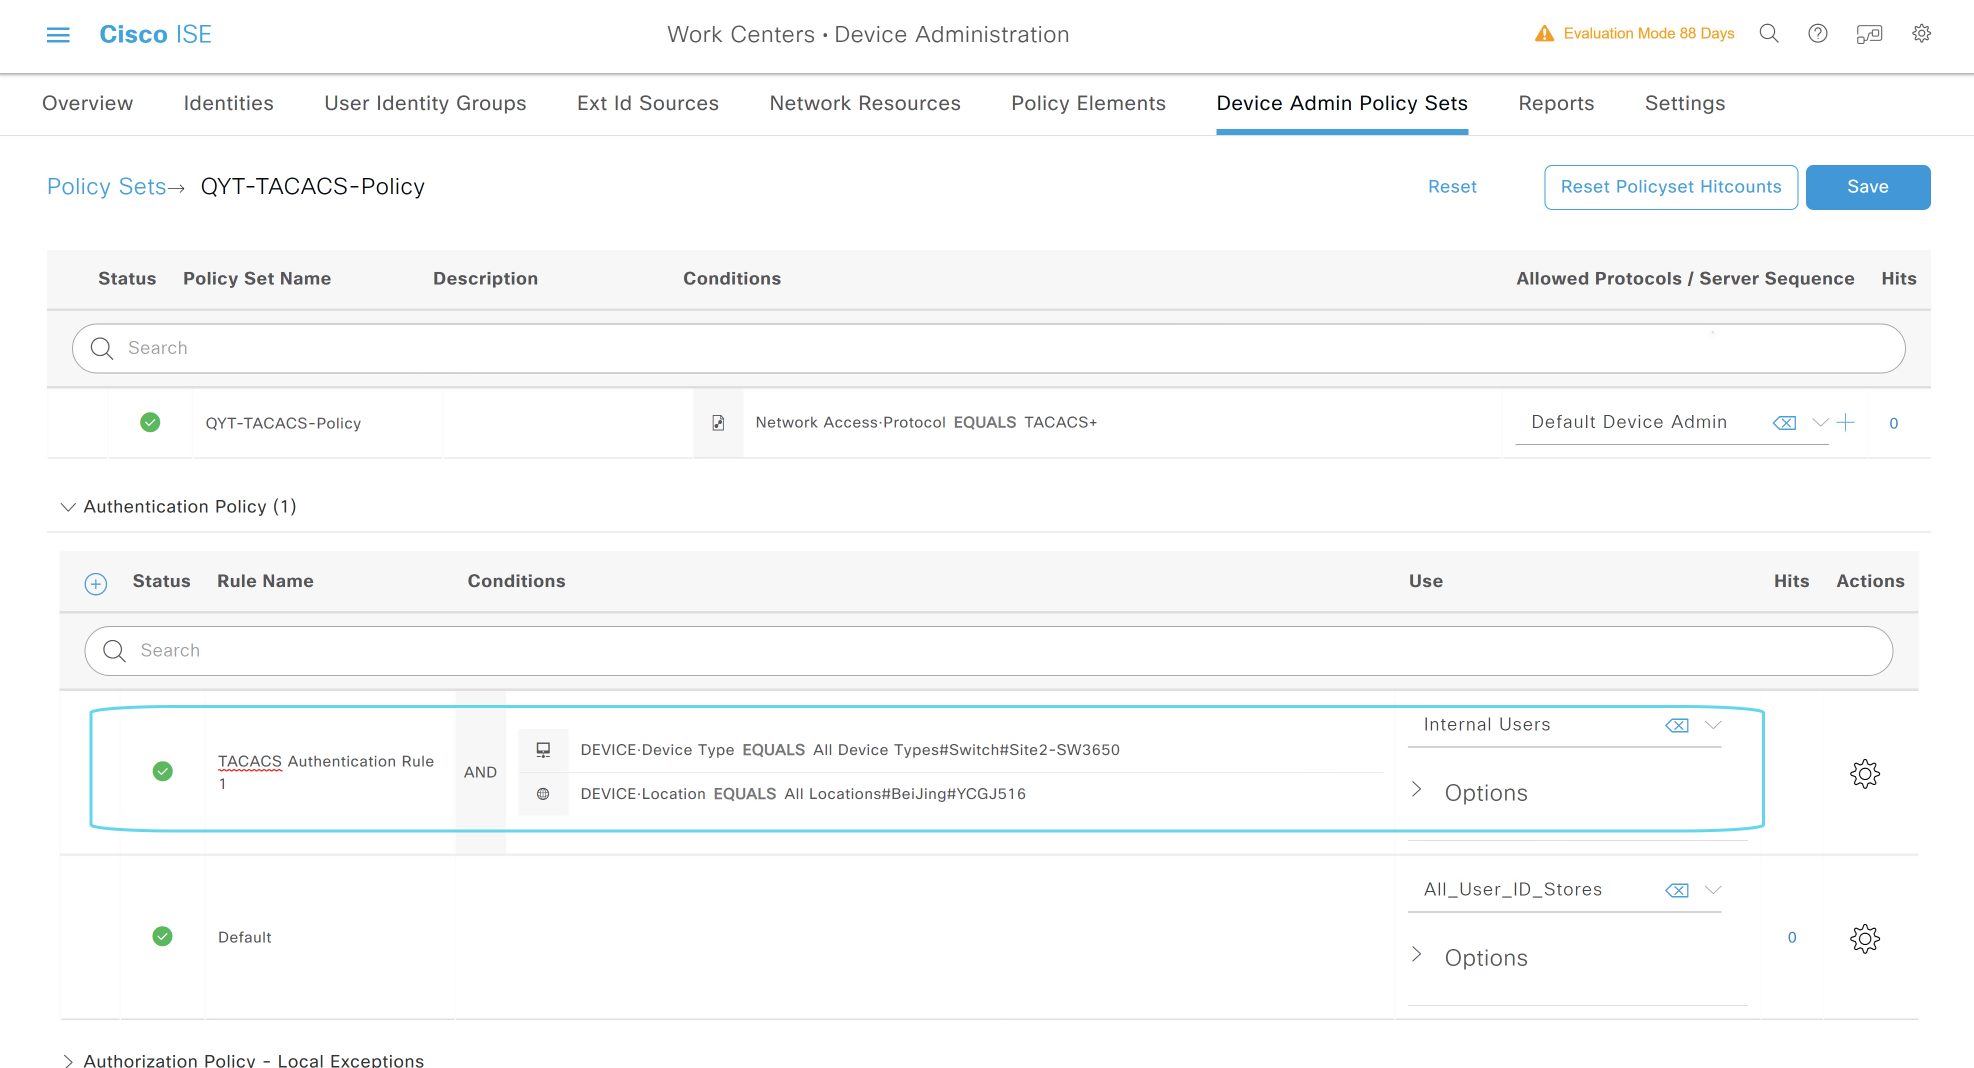 Cisco ISE
Work Centers • Device Administration
Evaluation Mode 88 Days
Overview
Identities
User Identity Groups
Ext Id Sources
Network Resources
Policy Elements
Device Admin Policy Sets
Reports
Settings
Policy Sets→ QYT-TACACS-Policy
Reset
Reset Policyset Hitcounts
Save
Status
Policy Set Name
Description
Conditions
Allowed Protocols / Server Sequence
Hits
Search
QYT-TACACS-Policy
Network Access·Protocol EQUALS TACACS+
Default Device Admin
0
Authentication Policy (1)
Status
Rule Name
Conditions
Use
Hits
Actions
Search
TACACS Authentication Rule
1
AND
DEVICE·Device Type EQUALS All Device Types#Switch#Site2-SW3650
DEVICE·Location EQUALS All Locations#BeiJing#YCGJ516
Internal Users
Options
Default
All_User_ID_Stores
Options
0
Authorization Policy - Local Exceptions